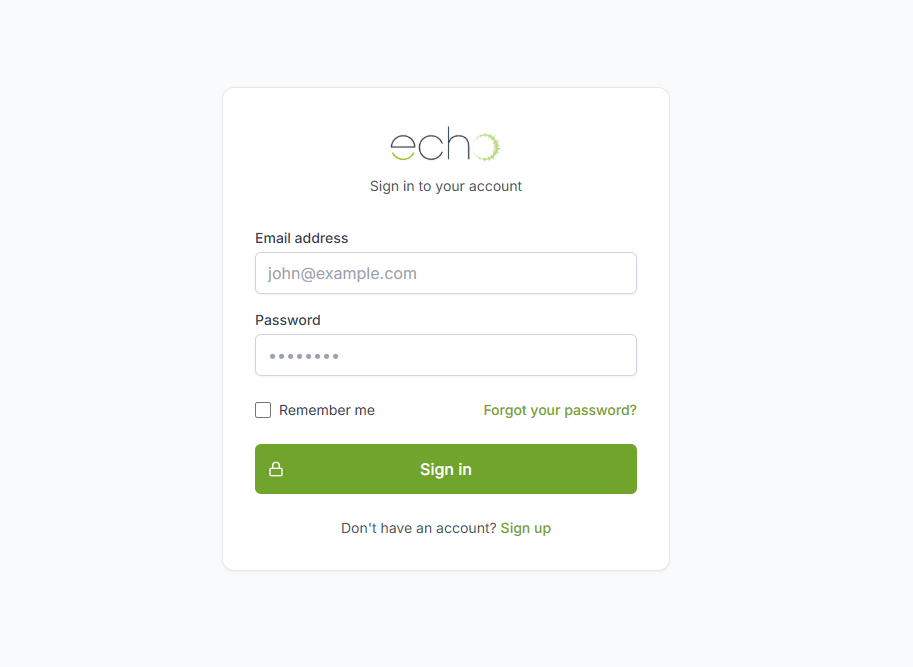 echo
Sign in to your account
Email address
john@example.com
Password
••••••••
Remember me
Forgot your password?
Sign in
Don't have an account? Sign up